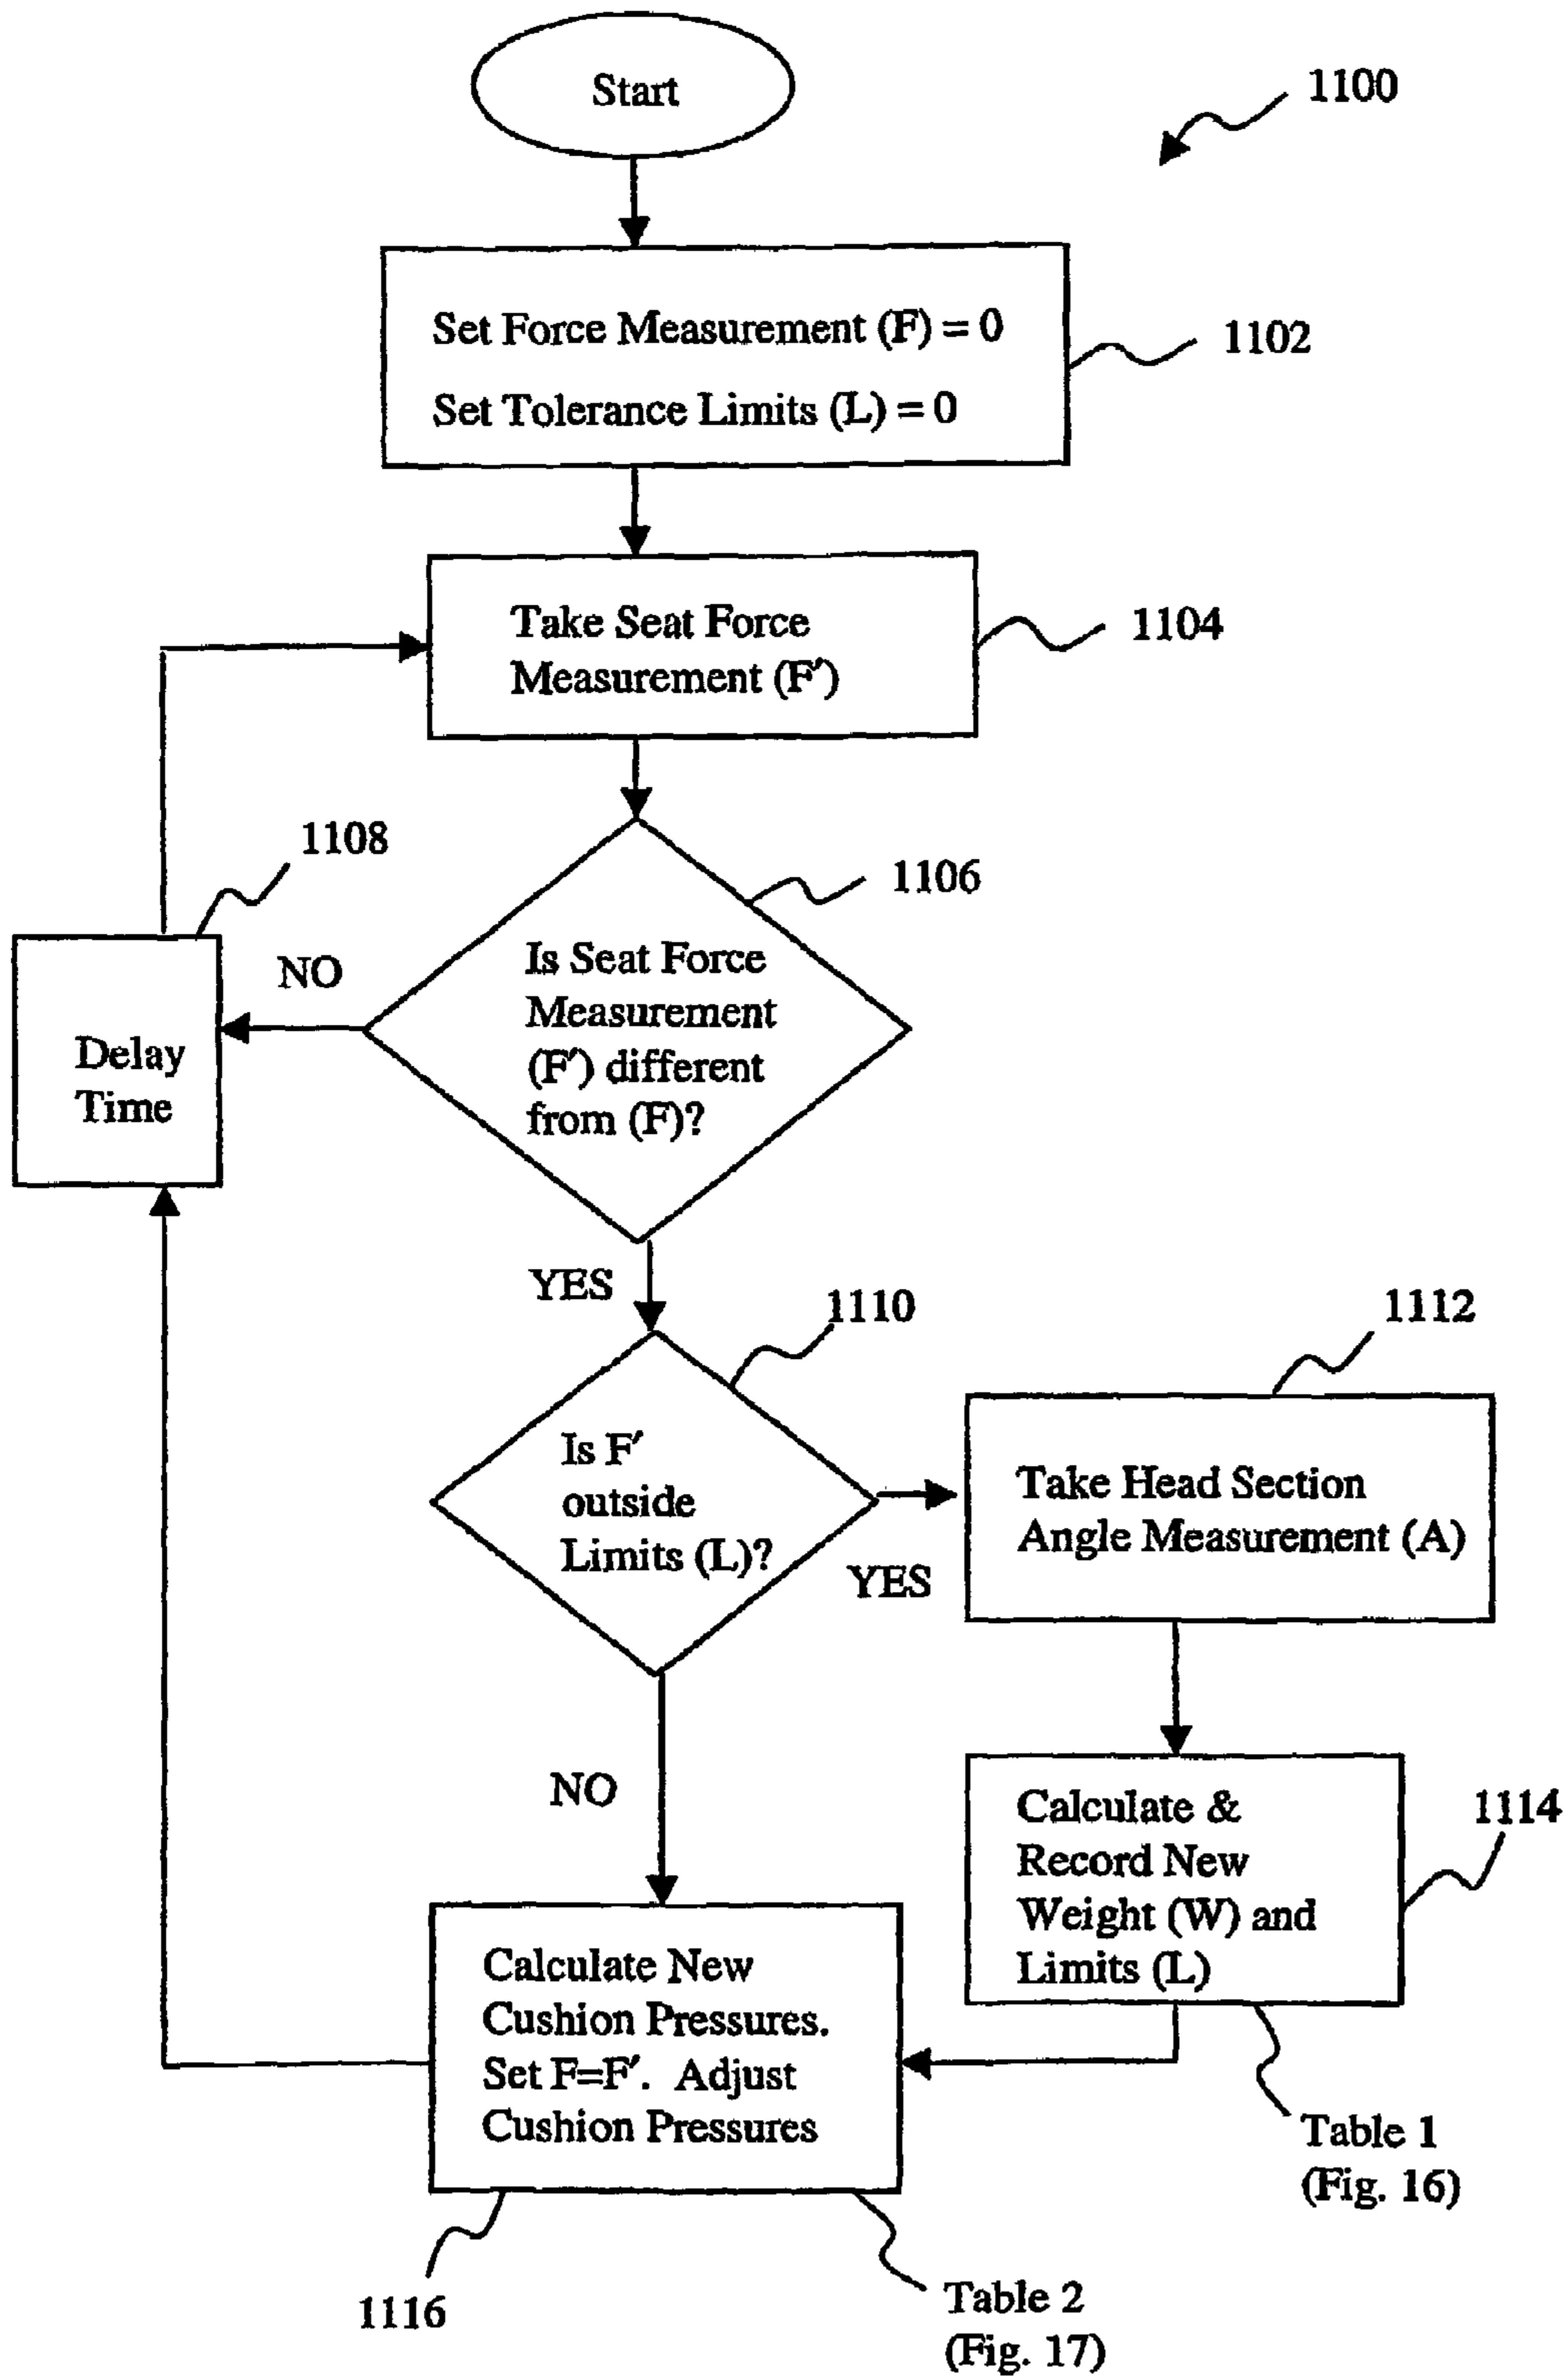 Start
1100
Set Force Measurement (F) = 0
Set Tolerance Limits (L) = 0
1102
Take Seat Force
Measurement (F')
1104
1108
1106
NO
Is Seat Force
Measurement
(F') different
from (F)?
Delay
Time
YES
1110
1112
Is F'
outside
Limits (L)?
YES
Take Head Section
Angle Measurement (A)
NO
Calculate &
Record New
Weight (W) and
Limits (L)
1114
Calculate New
Cushion Pressures.
Set F=F'. Adjust
Cushion Pressures
Table 1
(Fig. 16)
1116
Table 2
(Fig. 17)